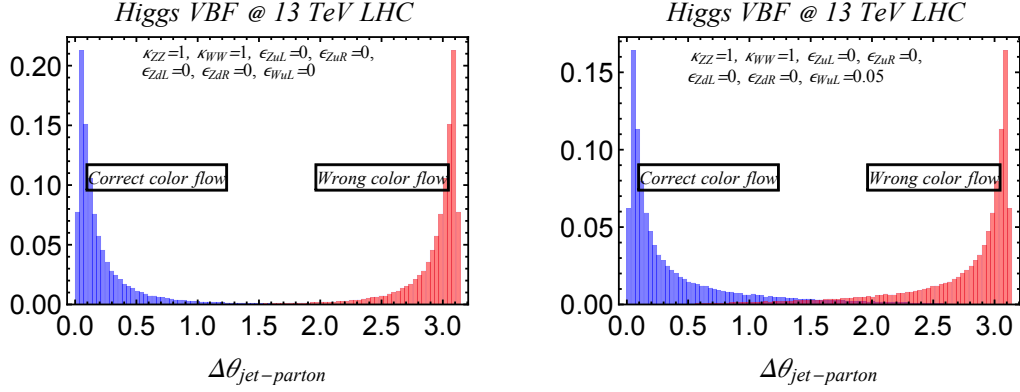 Higgs VBF @ 13 TeV LHC
κZZ=1, κWW=1, ϵZuL=0, ϵZuR=0,
ϵZdL=0, ϵZdR=0, ϵWuL=0
0.20
0.15
0.10
0.05
0.00
Correct color flow
Wrong color flow
0.0 0.5 1.0 1.5 2.0 2.5 3.0
Δθjet-parton
Higgs VBF @ 13 TeV LHC
κZZ=1, κWW=1, ϵZuL=0, ϵZuR=0,
ϵZdL=0, ϵZdR=0, ϵWuL=0.05
0.15
0.10
0.05
0.00
Correct color flow
Wrong color flow
0.0 0.5 1.0 1.5 2.0 2.5 3.0
Δθjet-parton